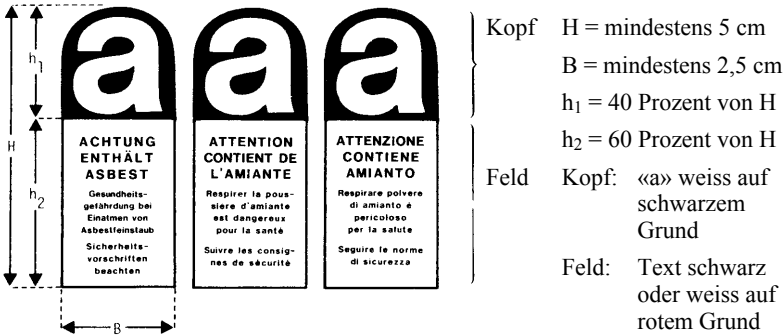 H
h1
h2
B
a
ACHTUNG
ENTHÄLT
ASBEST
Gesundheits-
gefährdung bei
Einatmen von
Asbestfeinstaub
Sicherheits-
vorschriften
beachten
a
ATTENTION
CONTIENT DE
L'AMIANTE
Respirer la pous-
sière d'amiante
est dangereux
pour la santé
Suivre les consig-
nes de sécurité
a
ATTENZIONE
CONTIENE
AMIANTO
Respirare polvere
di amianto é
pericoloso
per la salute
Seguire le norme
di sicurezza
Kopf
H = mindestens 5 cm
B = mindestens 2,5 cm
h1 = 40 Prozent von H
h2 = 60 Prozent von H
Feld
Kopf: «a» weiss auf
schwarzem
Grund
Feld: Text schwarz
oder weiss auf
rotem Grund